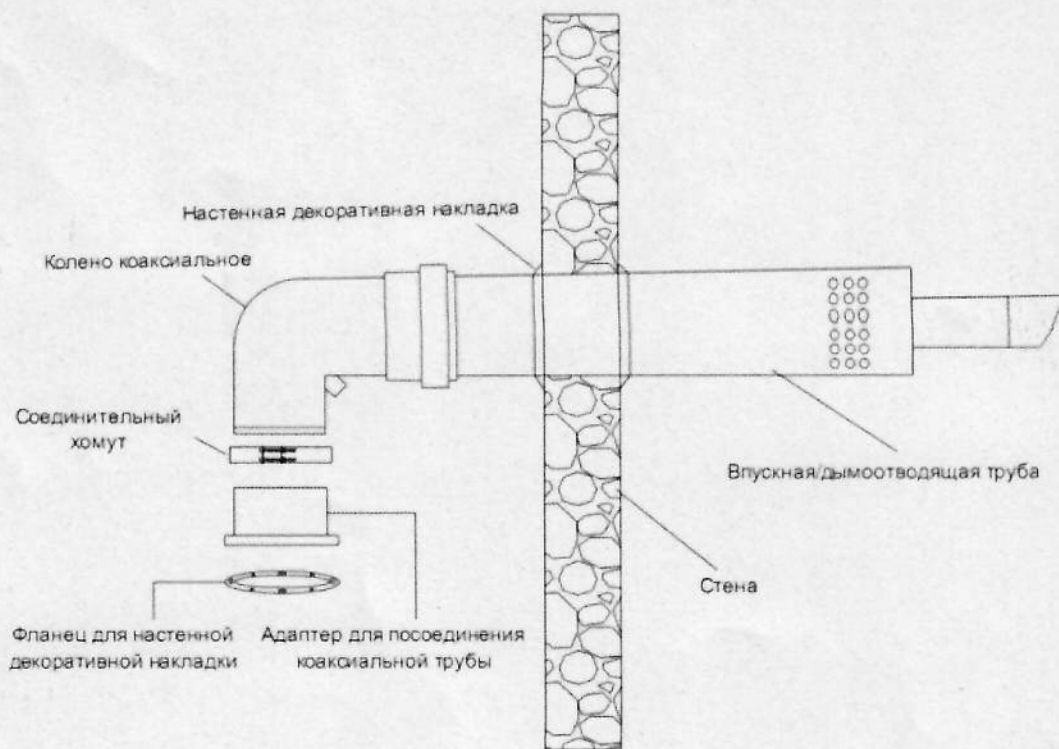 Настенная декоративная накладка
Колено коаксиальное
Соединительный
хомут
Впускная/дымоотводящая труба
Стена
Фланец для настенной
декоративной накладки
Адаптер для посоединения
коаксиальной трубы